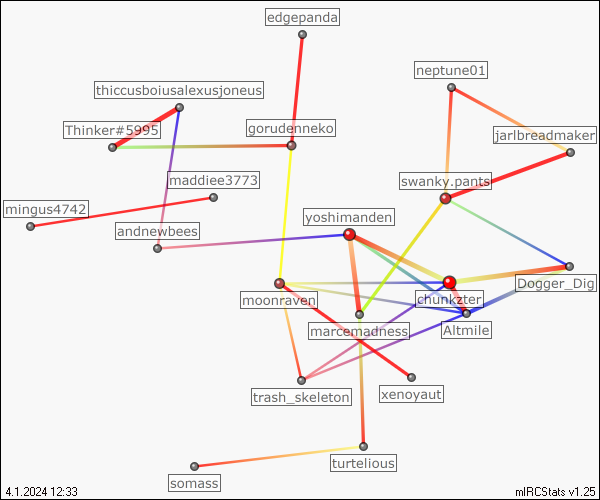 edgepanda
neptune01
thiccusboiusalexusjoneus
Thinker#5995
gorudenneko
jarlbreadmaker
maddiee3773
swanky.pants
mingus4742
yoshimanden
andnewbees
Dogger_Dig
moonraven
chunkzter
marcemadness
Altmile
trash_skeleton
xenoyaut
turtelious
somass
4.1.2024 12:33
mIRCStats v1.25